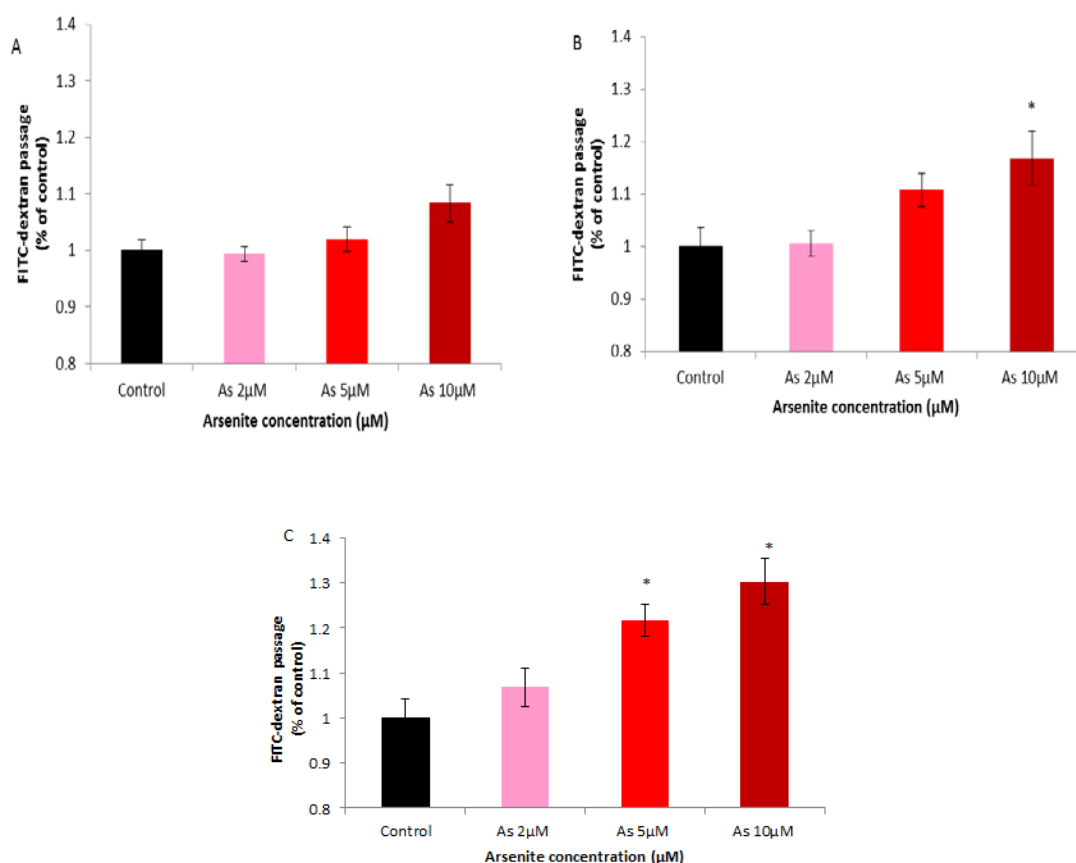 A
1.4
1.3
1.2
1.1
1
0.9
0.8
FITC-dextran passage
(% of control)
Control As 2µM As 5µM As 10µM
Arsenite concentration (µM)
B
1.4
1.3
1.2
1.1
1
0.9
0.8
FITC-dextran passage
(% of control)
*
Control As 2µM As 5µM As 10µM
Arsenite concentration (µM)
C
1.4
1.3
1.2
1.1
1
0.9
0.8
FITC-dextran passage
(% of control)
* *
Control As 2µM As 5µM As 10µM
Arsenite concentration (µM)